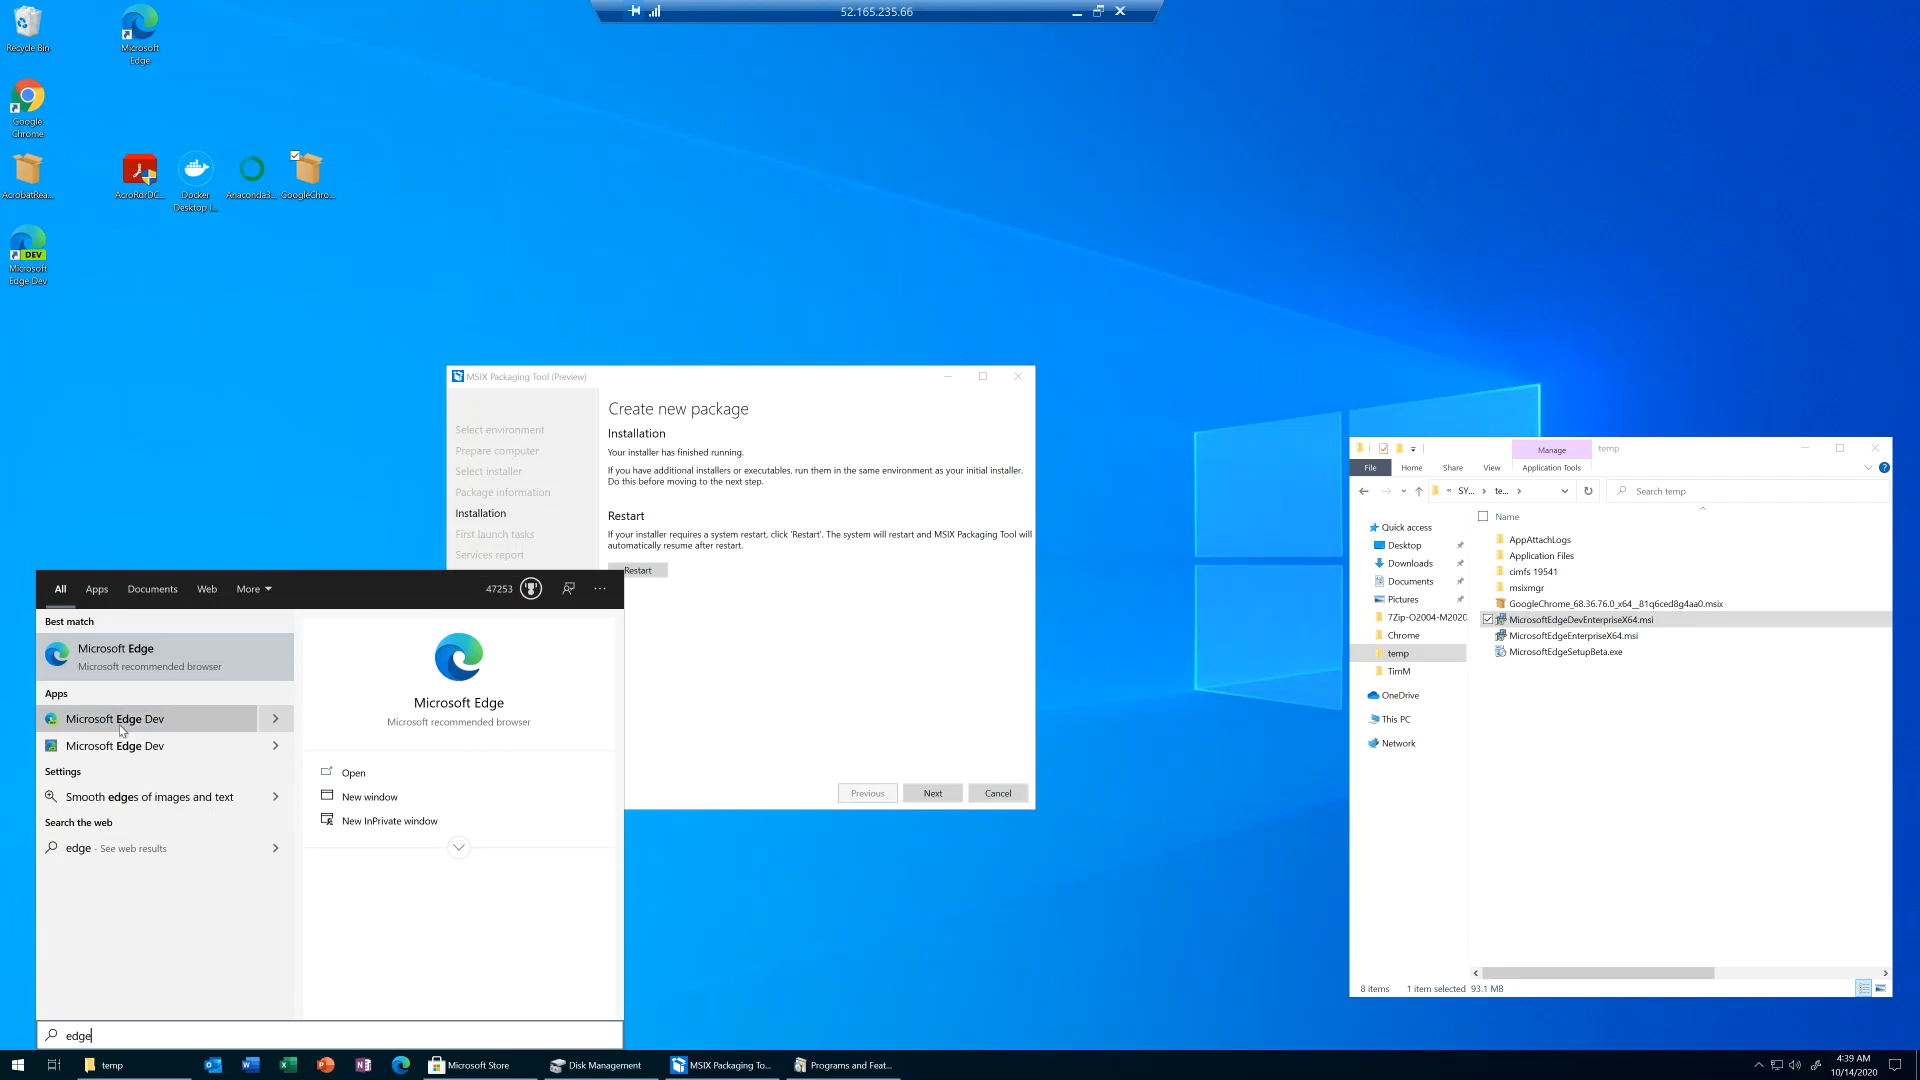 52.165.235.66
Recycle Bin
Microsoft
Edge
Google
Chrome
AcrobatRea...
AcroRdrDC...
Docker
Desktop I...
Anaconda3...
GoogleChro...
DEV
Microsoft
Edge Dev
MSIX Packaging Tool (Preview)
Select environment
Prepare computer
Select installer
Package information
Installation
First launch tasks
Services report
Create new package
Installation
Your installer has finished running.
If you have additional installers or executables, run them in the same environment as your initial installer.
Do this before moving to the next step.
Restart
If your installer requires a system restart, click 'Restart'. The system will restart and MSIX Packaging Tool will
automatically resume after restart.
Restart
Previous
Next
Cancel
All
Apps
Documents
Web
More
47253
Best match
Microsoft Edge
Microsoft recommended browser
Apps
Microsoft Edge Dev
Microsoft Edge Dev
Settings
Smooth edges of images and text
Search the web
edge - See web results
Microsoft Edge
Microsoft recommended browser
Open
New window
New InPrivate window
edge
Manage
temp
File
Home
Share
View
Application Tools
« SY... › te... ›
Search temp
Quick access
Desktop
Downloads
Documents
Pictures
7Zip-O2004-M2020
Chrome
temp
TimM
OneDrive
This PC
Network
Name
AppAttachLogs
Application Files
cimfs 19541
msixmgr
GoogleChrome_68.36.76.0_x64__81q6ced8g4aa0.msix
MicrosoftEdgeDevEnterpriseX64.msi
MicrosoftEdgeEnterpriseX64.msi
MicrosoftEdgeSetupBeta.exe
8 items
1 item selected 93.1 MB
temp
Microsoft Store
Disk Management
MSIX Packaging To...
Programs and Feat...
4:39 AM
10/14/2020